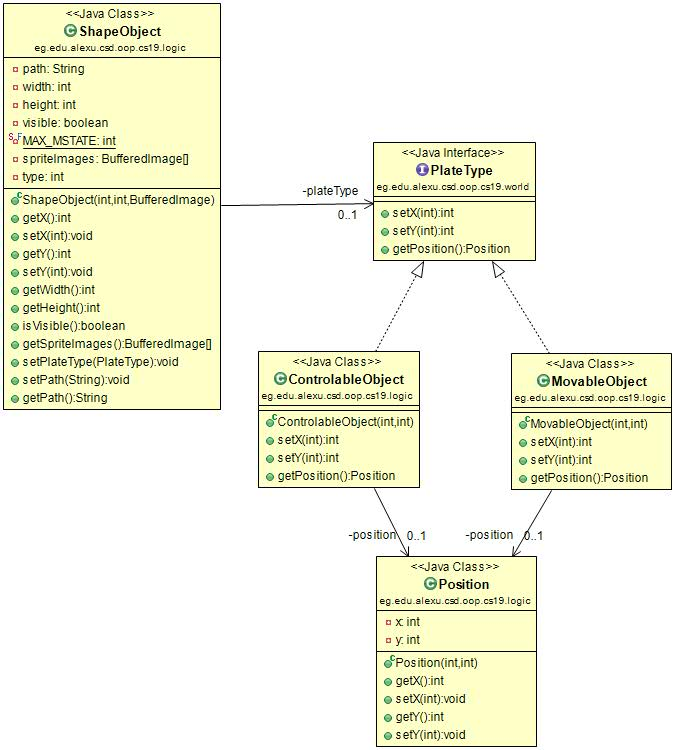 <<Java Class>>
ShapeObject
eg.edu.alexu.csd.oop.cs19.logic
path: String
width: int
height: int
visible: boolean
S F MAX_MSTATE: int
spriteImages: BufferedImage[]
type: int
ShapeObject(int,int,BufferedImage)
getX():int
setX(int):void
getY():int
setY(int):void
getWidth():int
getHeight():int
isVisible():boolean
getSpriteImages():BufferedImage[]
setPlateType(PlateType):void
setPath(String):void
getPath():String
-plateType
0..1
<<Java Interface>>
PlateType
eg.edu.alexu.csd.oop.cs19.world
setX(int):int
setY(int):int
getPosition():Position
<<Java Class>>
ControlableObject
eg.edu.alexu.csd.oop.cs19.logic
ControlableObject(int,int)
setX(int):int
setY(int):int
getPosition():Position
<<Java Class>>
MovableObject
eg.edu.alexu.csd.oop.cs19.logic
MovableObject(int,int)
setX(int):int
setY(int):int
getPosition():Position
-position 0..1
-position 0..1
<<Java Class>>
Position
eg.edu.alexu.csd.oop.cs19.logic
x: int
y: int
Position(int,int)
getX():int
setX(int):void
getY():int
setY(int):void